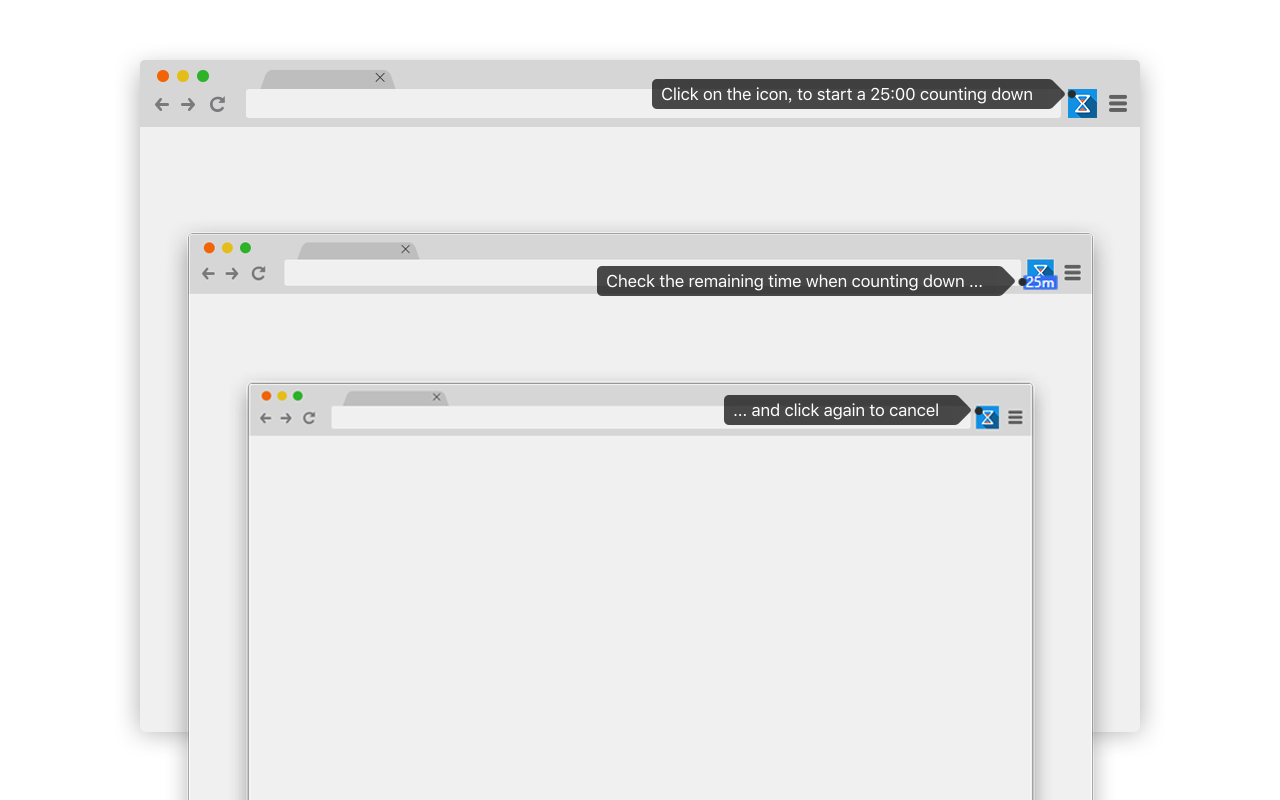 Click on the icon, to start a 25:00 counting down
Check the remaining time when counting down ...
25m
... and click again to cancel